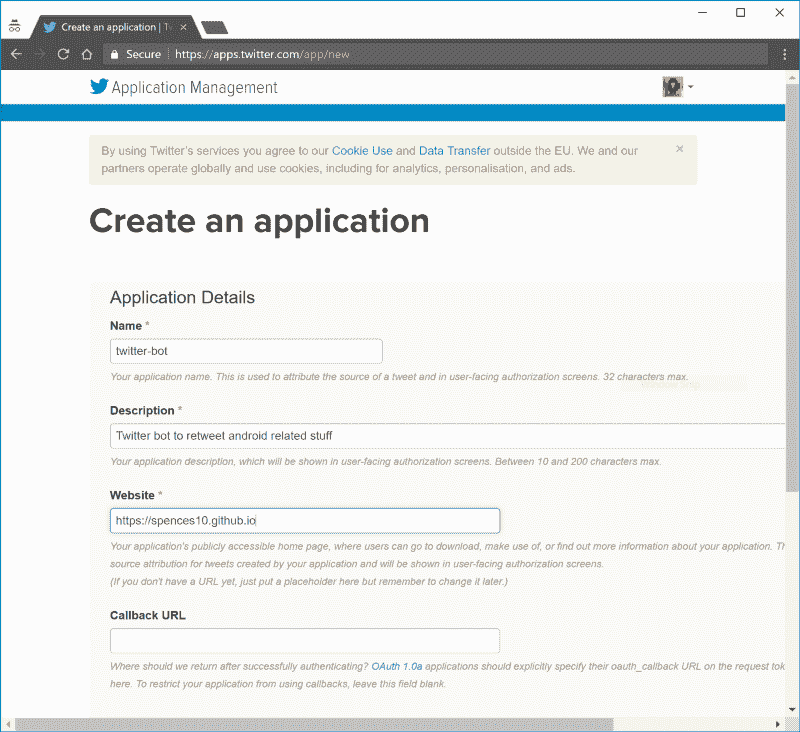 Create an application | T
Secure https://apps.twitter.com/app/new
Application Management
By using Twitter's services you agree to our Cookie Use and Data Transfer outside the EU. We and our
partners operate globally and use cookies, including for analytics, personalisation, and ads.
Create an application
Application Details
Name *
twitter-bot
Your application name. This is used to attribute the source of a tweet and in user-facing authorization screens. 32 characters max.
Description *
Twitter bot to retweet android related stuff
Your application description, which will be shown in user-facing authorization screens. Between 10 and 200 characters max.
Website *
https://spences10.github.io
Your application's publicly accessible home page, where users can go to download, make use of, or find out more information about your application. Th
source attribution for tweets created by your application and will be shown in user-facing authorization screens.
(If you don't have a URL yet, just put a placeholder here but remember to change it later.)
Callback URL
Where should we return after successfully authenticating? OAuth 1.0a applications should explicitly specify their oauth_callback URL on the request tok
here. To restrict your application from using callbacks, leave this field blank.